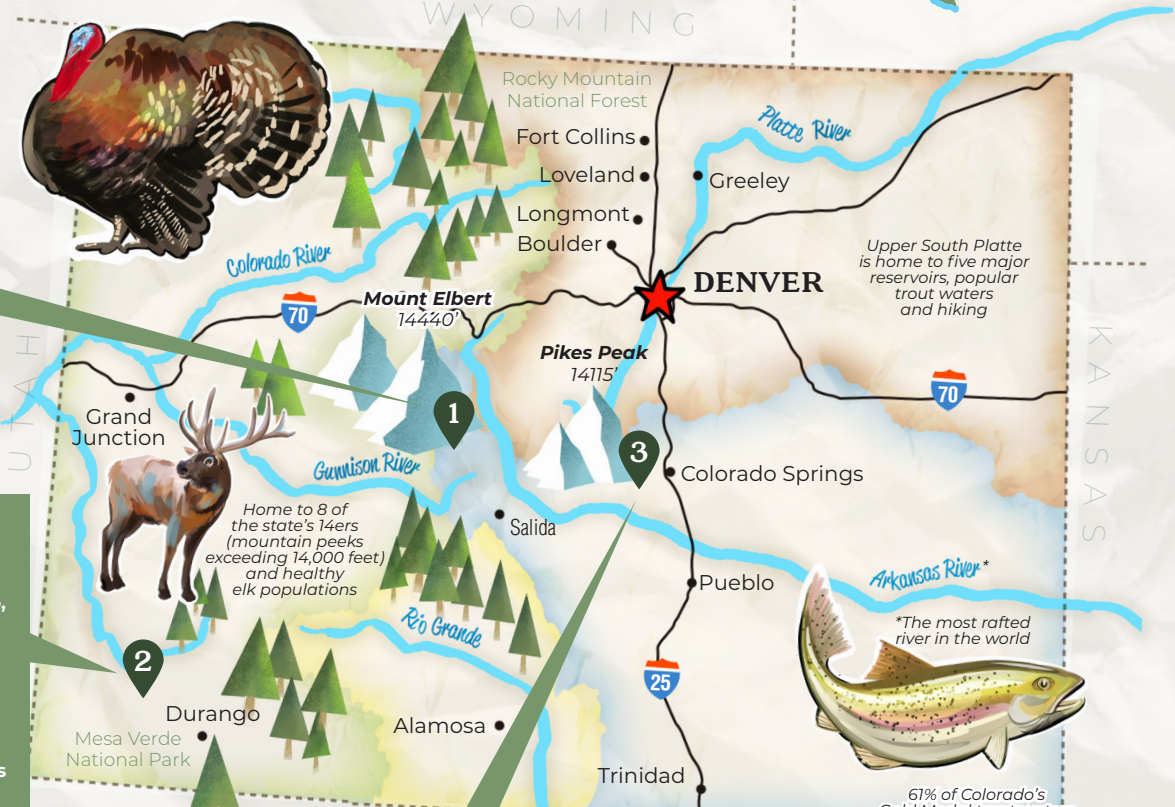 WYOMING
Rocky Mountain
National Forest
Fort Collins
Loveland
Longmont
Boulder
Platte River
Greeley
DENVER
Upper South Platte
is home to five major
reservoirs, popular
trout waters
and hiking
Colorado River
70
Mount Elbert
14440'
Pikes Peak
14115'
70
UTAH
KANSAS
Grand
Junction
1
3
Colorado Springs
Gunnison River
Home to 8 of
the state's 14ers
(mountain peeks
exceeding 14,000 feet)
and healthy
elk populations
Salida
Pueblo
Arkansas River*
*The most rafted
river in the world
Rio Grande
2
25
Durango
Alamosa
Mesa Verde
National Park
Trinidad
61% of Colorado's